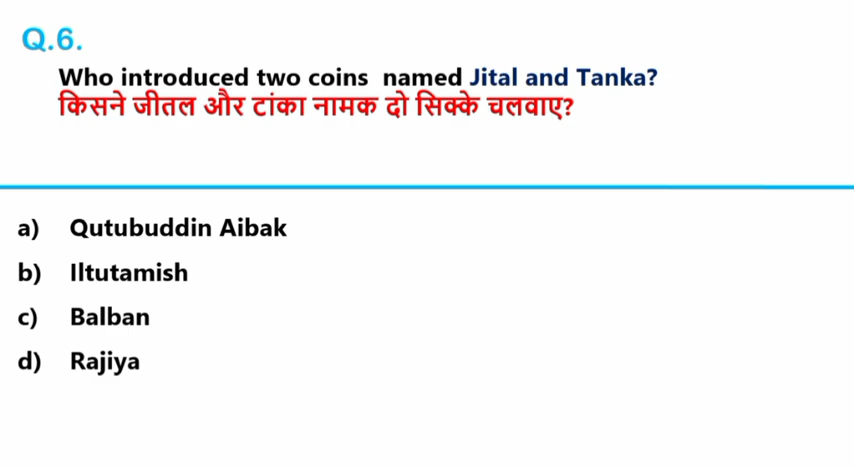 Q.6.
Who introduced two coins named Jital and Tanka?
किसने जीतल और टांका नामक दो सिक्के चलवाए?
a) Qutubuddin Aibak
b) Iltutamish
c) Balban
d) Rajiya